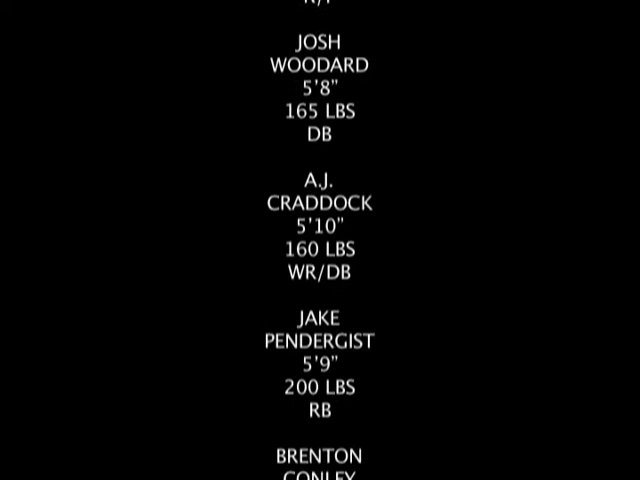 JOSH
WOODARD
5'8"
165 LBS
DB
A.J.
CRADDOCK
5'10"
160 LBS
WR/DB
JAKE
PENDERGIST
5'9"
200 LBS
RB
BRENTON
CONLEY